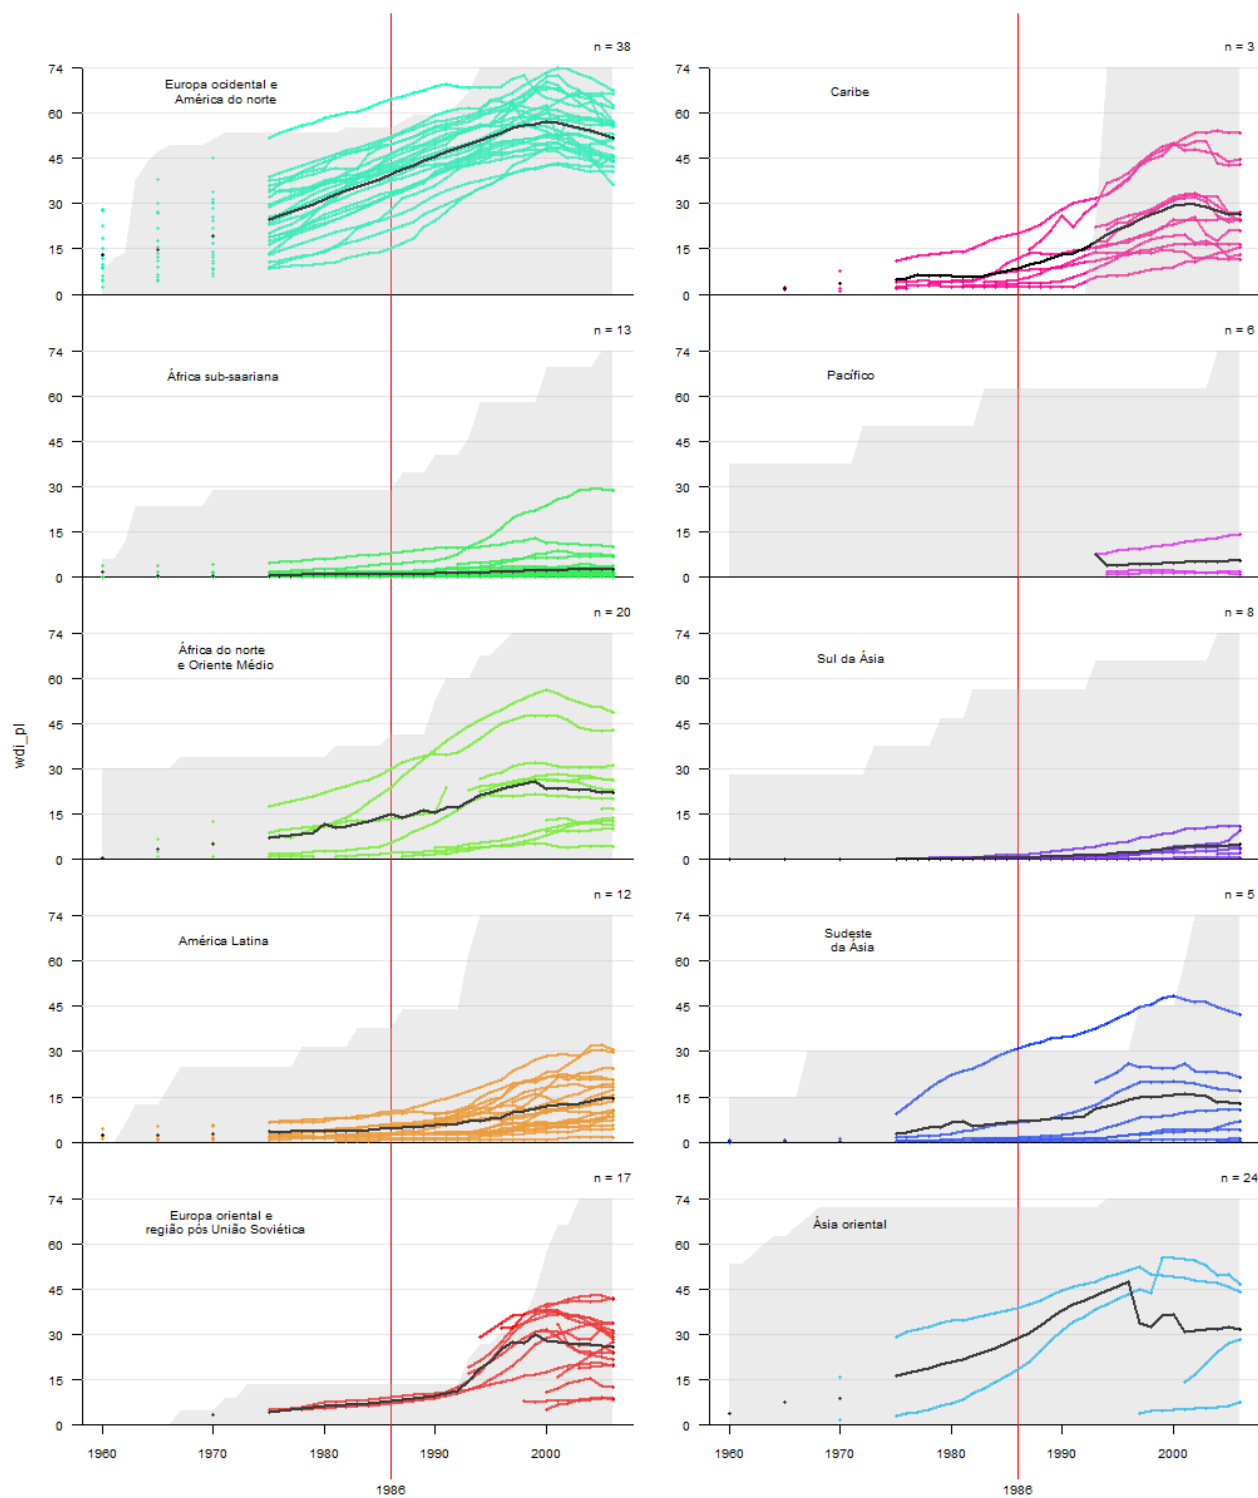 n = 38
n = 3
74
60
45
30
15
0
Europa ocidental e
América do norte
74
60
45
30
15
0
Caribe
n = 13
n = 6
74
60
45
30
15
0
África sub-saariana
74
60
45
30
15
0
Pacífico
n = 20
n = 8
74
60
45
30
15
0
África do norte
e Oriente Médio
74
60
45
30
15
0
Sul da Ásia
wdi_pl
n = 12
n = 5
74
60
45
30
15
0
América Latina
74
60
45
30
15
0
Sudeste
da Ásia
n = 17
n = 24
74
60
45
30
15
0
Europa oriental e
região pós União Soviética
74
60
45
30
15
0
Ásia oriental
1960 1970 1980 1990 2000
1960 1970 1980 1990 2000
1986
1986